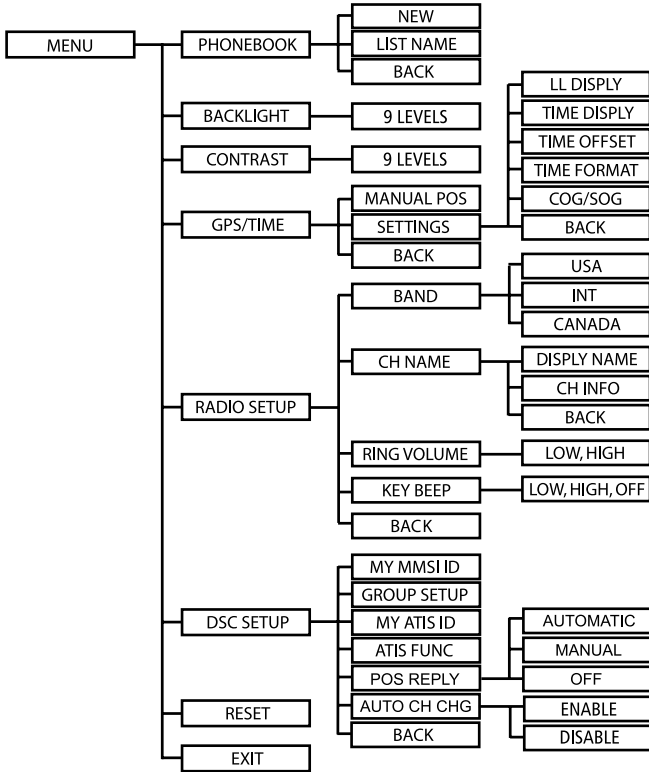 MENU
PHONEBOOK
NEW
LIST NAME
BACK
BACKLIGHT
9 LEVELS
CONTRAST
9 LEVELS
GPS/TIME
MANUAL POS
SETTINGS
BACK
LL DISPLY
TIME DISPLY
TIME OFFSET
TIME FORMAT
COG/SOG
BACK
RADIO SETUP
BAND
USA
INT
CANADA
CH NAME
DISPLY NAME
CH INFO
BACK
RING VOLUME
LOW, HIGH
KEY BEEP
LOW, HIGH, OFF
BACK
DSC SETUP
MY MMSI ID
GROUP SETUP
MY ATIS ID
ATIS FUNC
POS REPLY
AUTOMATIC
MANUAL
OFF
AUTO CH CHG
ENABLE
DISABLE
BACK
RESET
EXIT